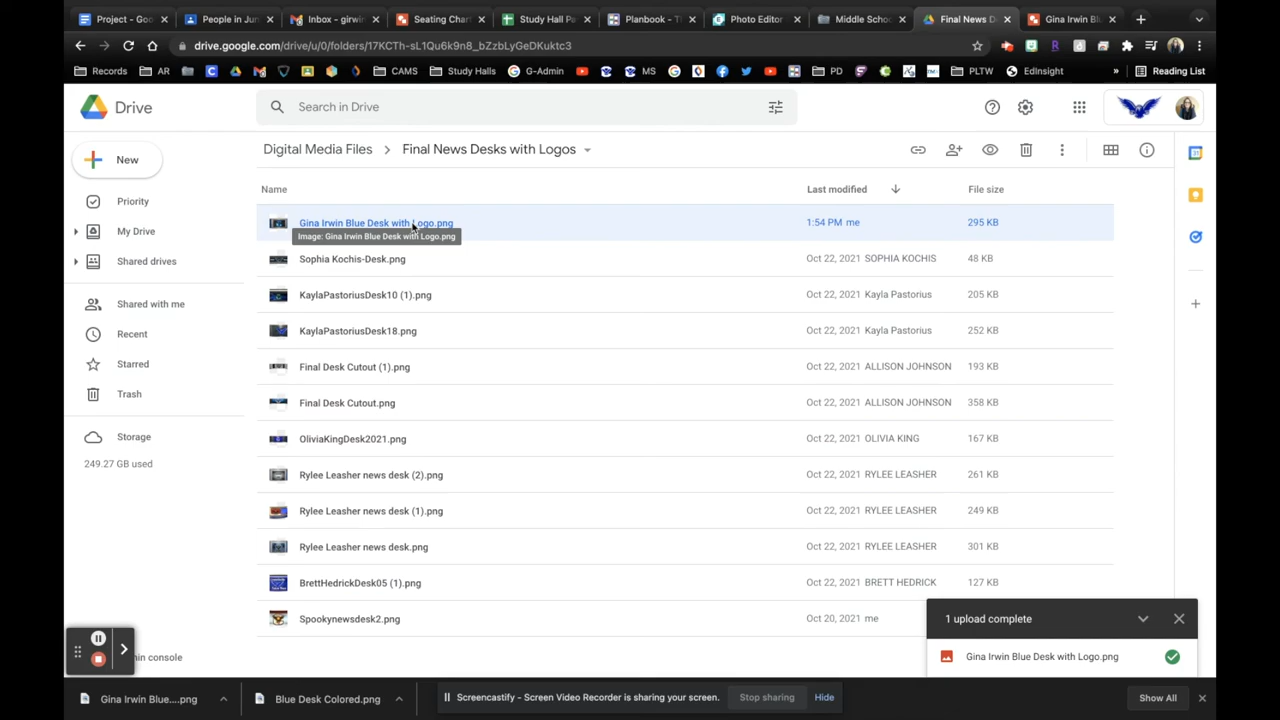 Project - Goo
People in Jun
Inbox - girwin
Seating Char
Study Hall Pa
Planbook - T
Photo Editor
Middle Schoo
Final News D
Gina Irwin Bl
drive.google.com/drive/u/0/folders/17KCTh-sL1Qu6k9n8_bZzbLyGeDKuktc3
Records
AR
CAMS
Study Halls
G-Admin
MS
PD
PLTW
EdInsight
»
Reading List
Drive
Search in Drive
New
Digital Media Files
Final News Desks with Logos
Priority
My Drive
Shared drives
Shared with me
Recent
Starred
Trash
Storage
249.27 GB used
in console
Name Last modified File size
Gina Irwin Blue Desk with Logo.png 1:54 PM me 295 KB
Image: Gina Irwin Blue Desk with Logo.png
Sophia Kochis-Desk.png Oct 22, 2021 SOPHIA KOCHIS 48 KB
KaylaPastoriusDesk10 (1).png Oct 22, 2021 Kayla Pastorius 205 KB
KaylaPastoriusDesk18.png Oct 22, 2021 Kayla Pastorius 252 KB
Final Desk Cutout (1).png Oct 22, 2021 ALLISON JOHNSON 193 KB
Final Desk Cutout.png Oct 22, 2021 ALLISON JOHNSON 358 KB
OliviaKingDesk2021.png Oct 22, 2021 OLIVIA KING 167 KB
Rylee Leasher news desk (2).png Oct 22, 2021 RYLEE LEASHER 261 KB
Rylee Leasher news desk (1).png Oct 22, 2021 RYLEE LEASHER 249 KB
Rylee Leasher news desk.png Oct 22, 2021 RYLEE LEASHER 301 KB
BrettHedrickDesk05 (1).png Oct 22, 2021 BRETT HEDRICK 127 KB
Spookynewsdesk2.png Oct 20, 2021 me
1 upload complete
Gina Irwin Blue Desk with Logo.png
Gina Irwin Blue....png
Blue Desk Colored.png
Screencastify - Screen Video Recorder is sharing your screen.
Stop sharing
Hide
Show All